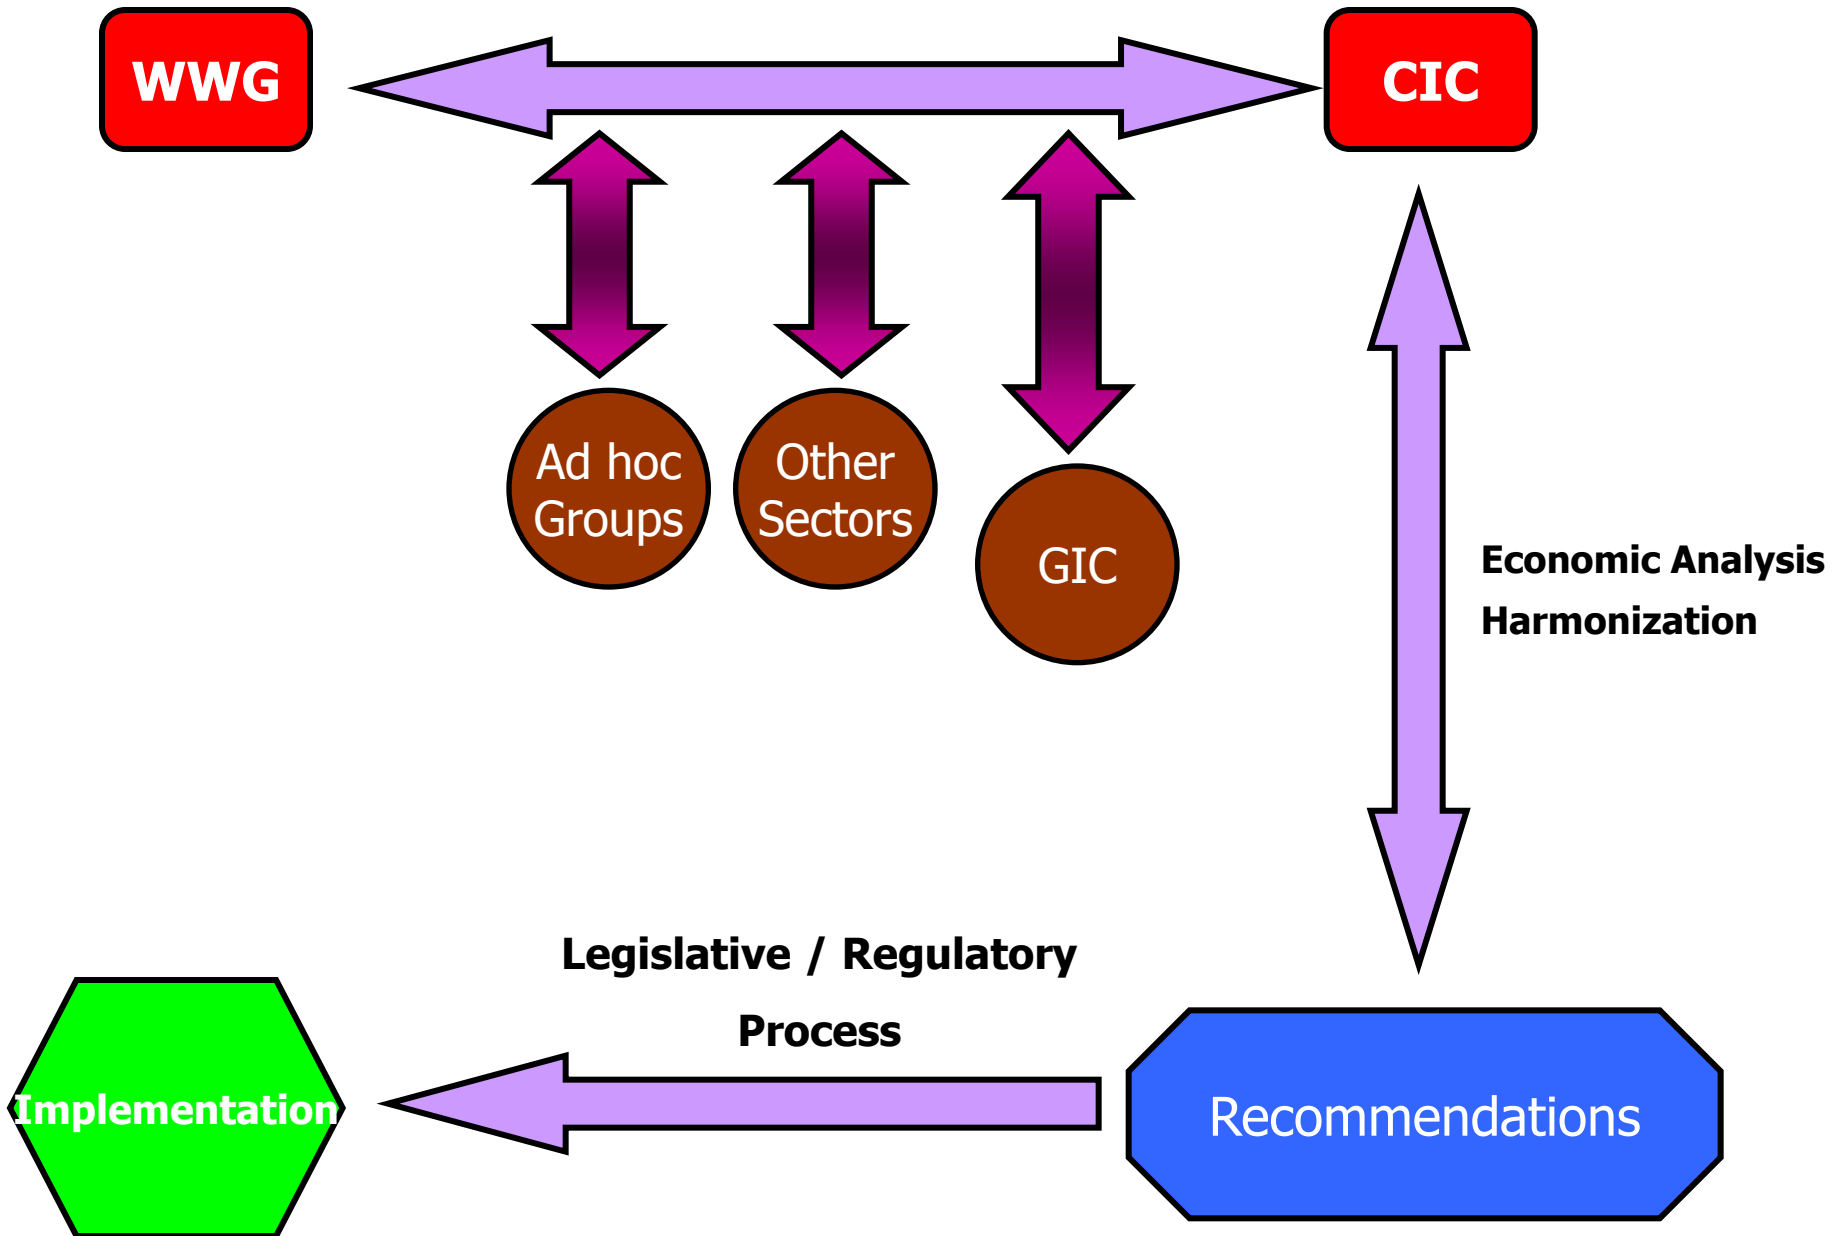 WWG
CIC
Ad hoc
Groups
Other
Sectors
GIC
Economic Analysis
Harmonization
Legislative / Regulatory
Process
Implementation
Recommendations